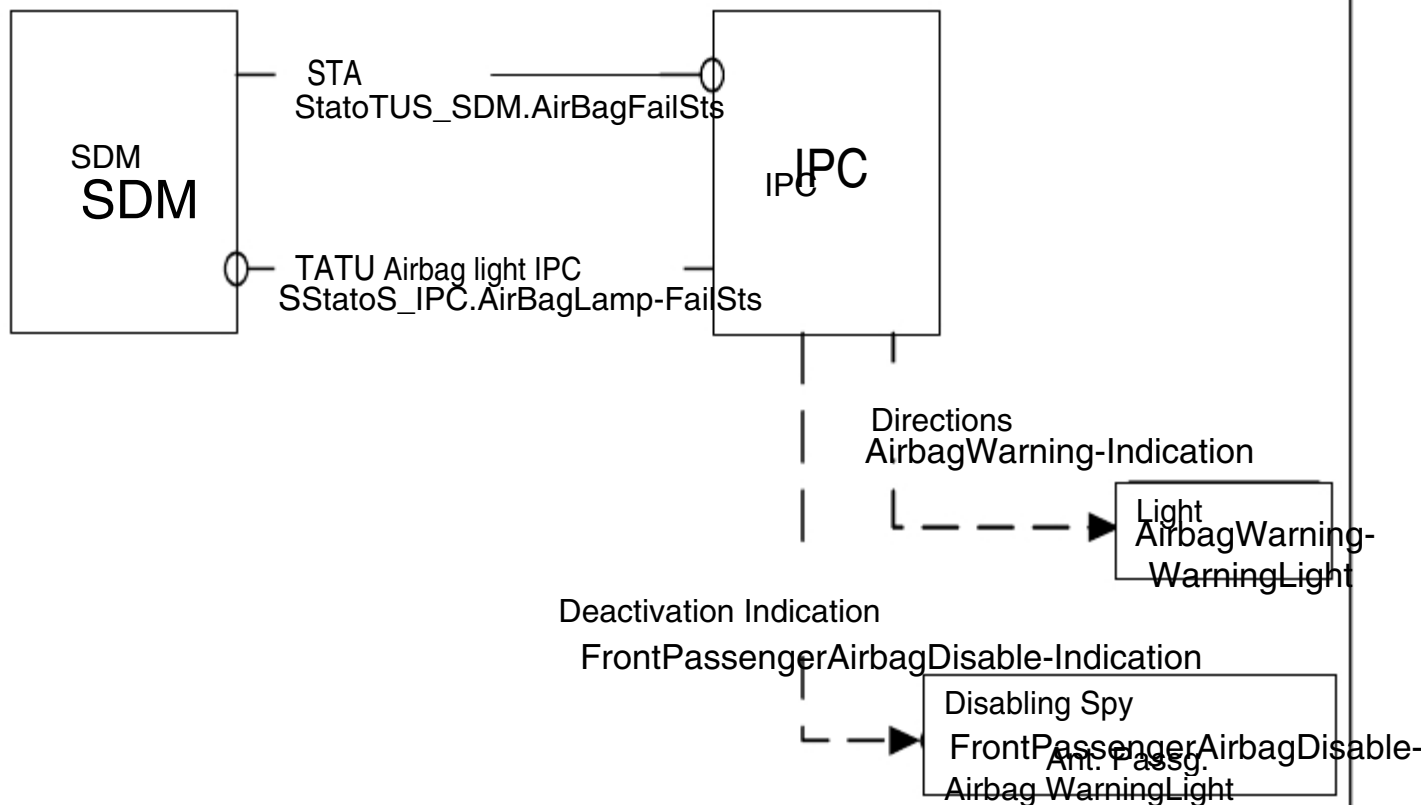 STA
StatoTUS_SDM.AirBagFailSts
SDM
SDM
IPC
IPC
TATU Airbag light IPC
SStatoS_IPC.AirBagLamp-FailSts
Directions
AirbagWarning-Indication
Light
AirbagWarning-
WarningLight
Deactivation Indication
FrontPassengerAirbagDisable-Indication
Disabling Spy
FrontPassengerAirbagDisable-
Ant. Passg.
Airbag WarningLight